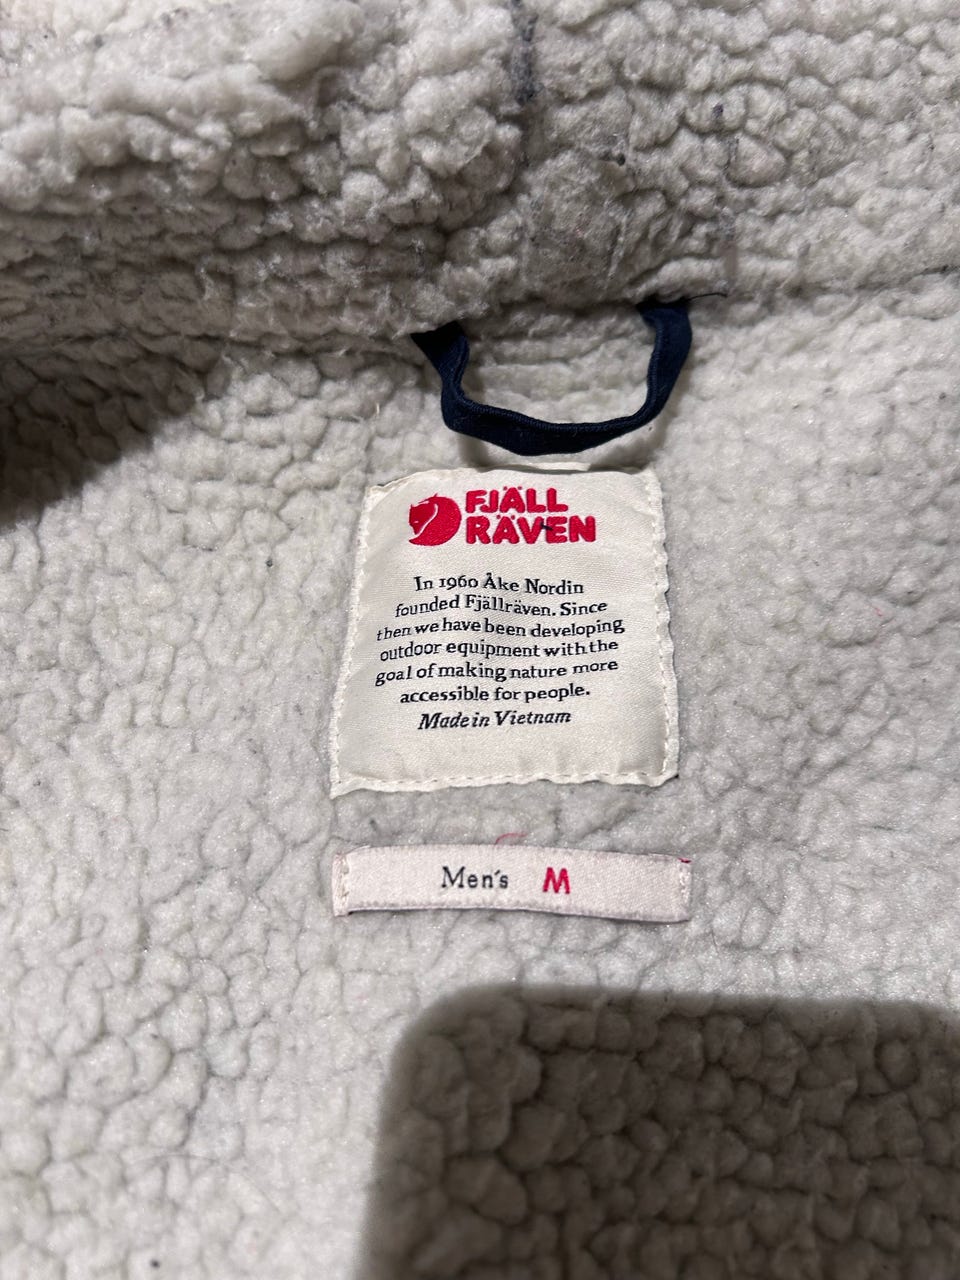 FJÄLL
RÄVEN
In 1960 Åke Nordin
founded Fjällräven. Since
then we have been developing
outdoor equipment with the
goal of making nature more
accessible for people.
Made in Vietnam
Men's M